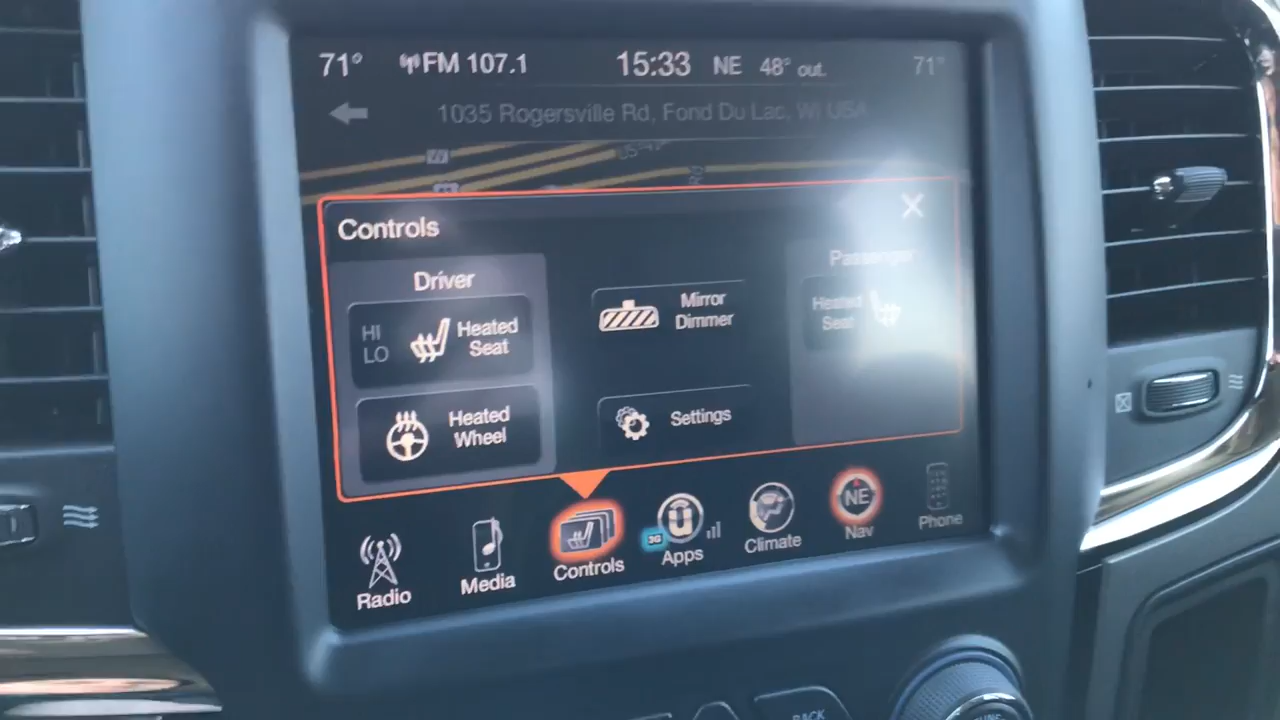 71° FM 107.1 15:33 NE 48° out. 71°
1035 Rogersville Rd, Fond Du Lac, WI USA
Controls
Driver
Passenger
HI
LO
Heated
Seat
Mirror
Dimmer
Heated
Seat
Heated
Wheel
Settings
NE
3G
Radio
Media
Controls
Apps
Climate
Nav
Phone
BACK